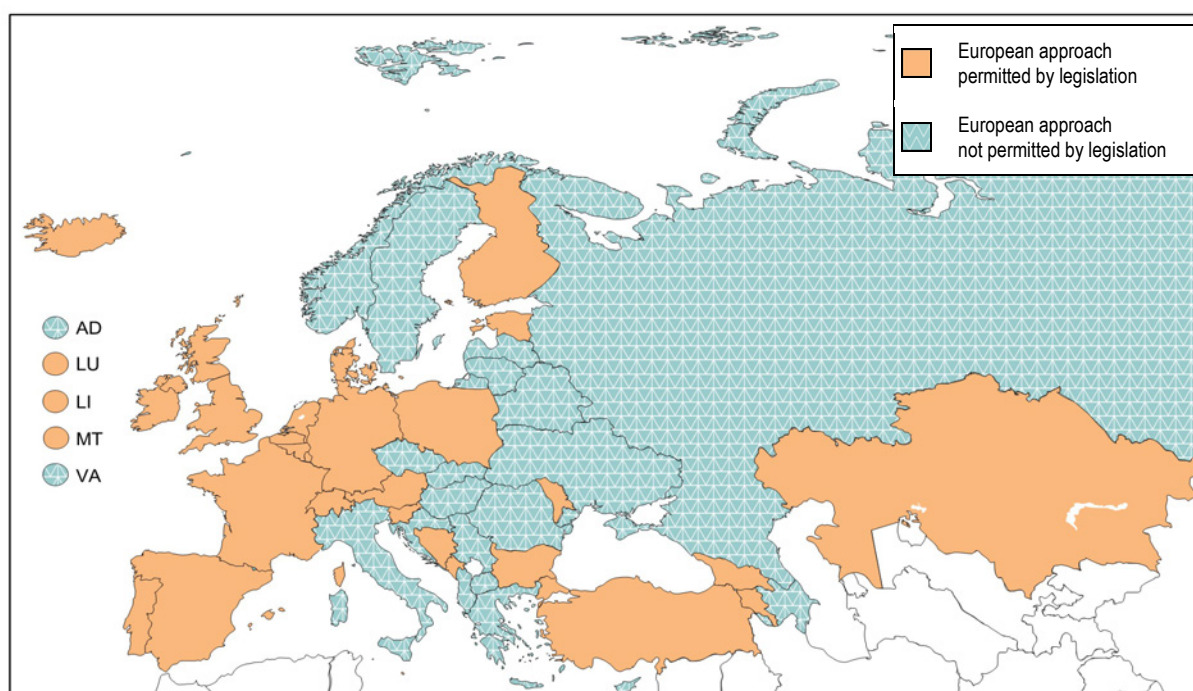 European approach
permitted by legislation
European approach
not permitted by legislation
AD
LU
LI
MT
VA